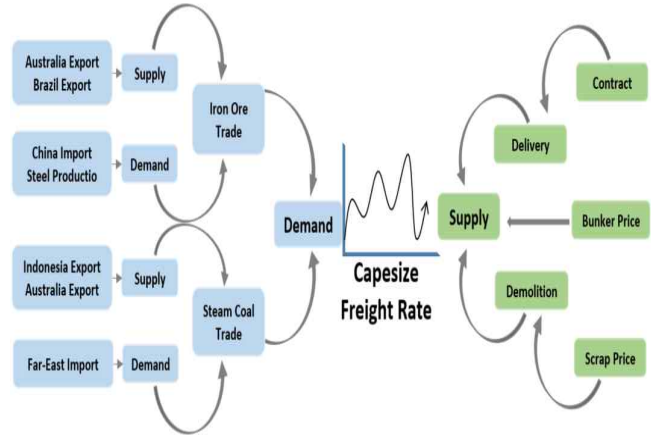 Australia Export
Brazil Export
Supply
Iron Ore
Trade
China Import
Steel Productio
Demand
Indonesia Export
Australia Export
Supply
Steam Coal
Trade
Far-East Import
Demand
Demand
Capesize
Freight Rate
Supply
Contract
Delivery
Bunker Price
Demolition
Scrap Price